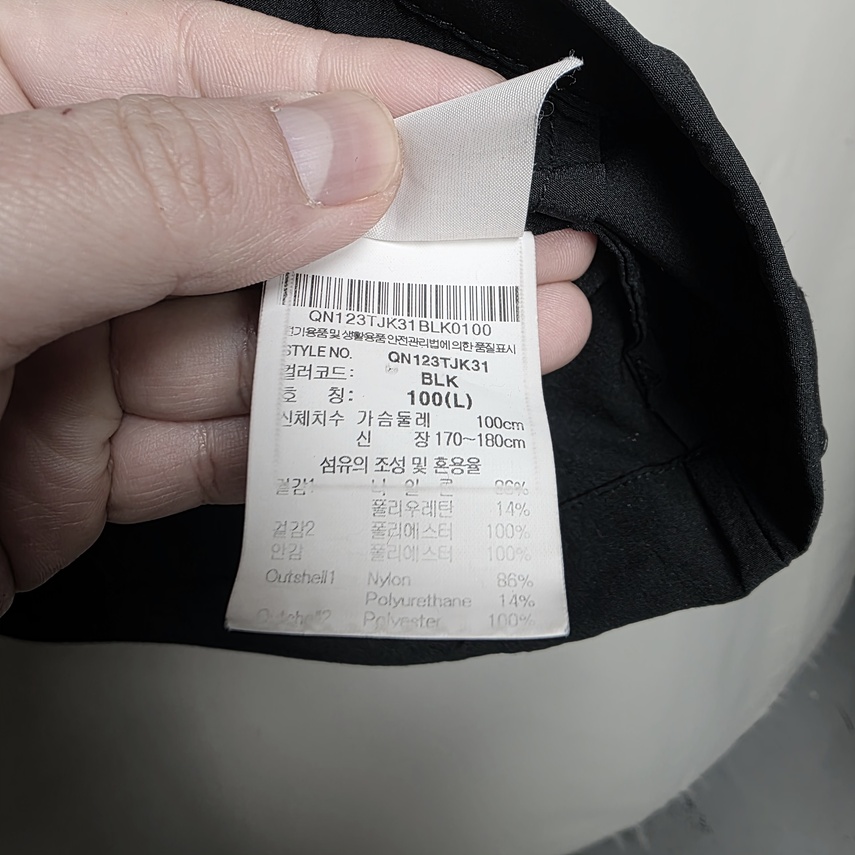 QN123TJK31BLK0100
전기용품 및 생활용품 안전관리법에 의한 품질표시
STYLE NO. QN123TJK31
컬러코드: BLK
호 칭: 100(L)
신체치수 가슴둘레 100cm
신 장 170~180cm
섬유의 조성 및 혼용율
겉감1 나 일 론 86%
폴리우레탄 14%
겉감2 폴리에스터 100%
안감 폴리에스터 100%
Outshell1 Nylon 86%
Polyurethane 14%
Outshell2 Polyester 100%